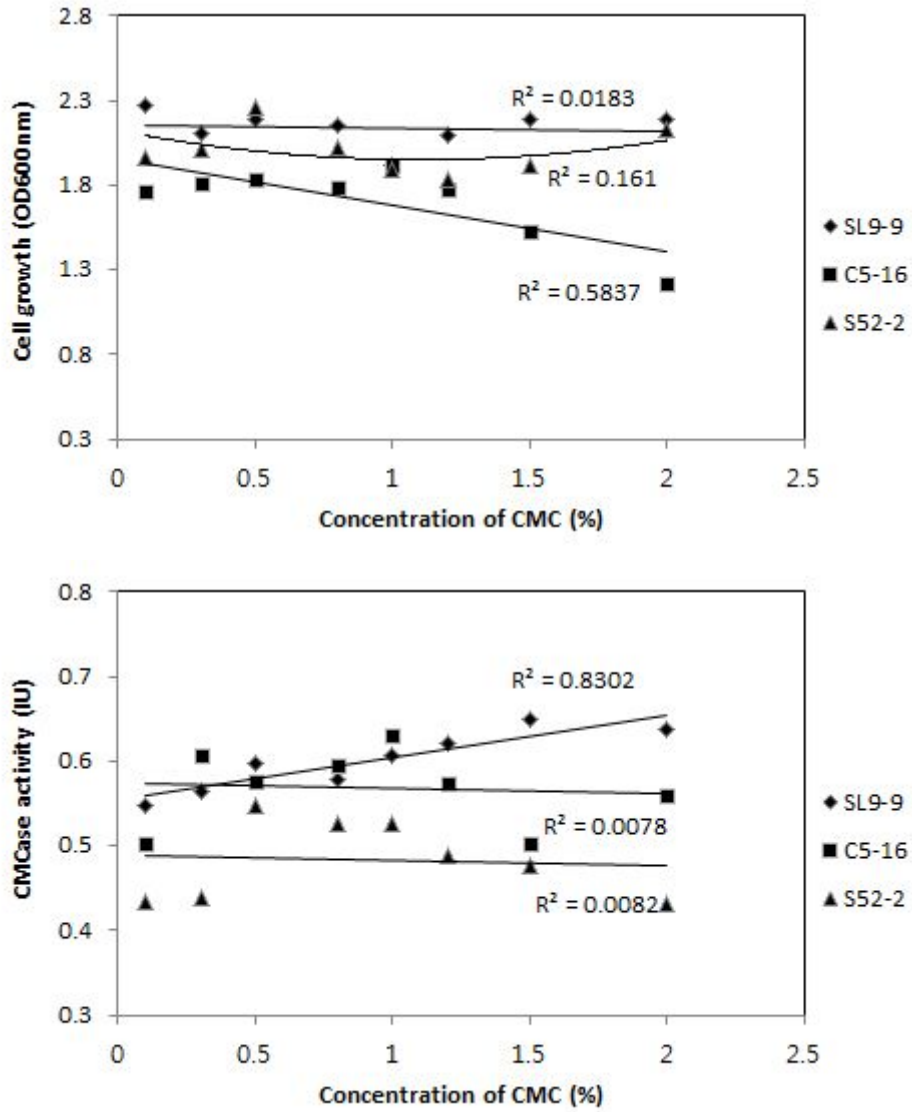 2.8
2.3
1.8
1.3
0.8
0.3
Cell growth (OD600nm)
R² = 0.0183
R² = 0.161
R² = 0.5837
SL9-9
C5-16
S52-2
0 0.5 1 1.5 2 2.5
Concentration of CMC (%)
0.8
0.7
0.6
0.5
0.4
0.3
CMCase activity (IU)
R² = 0.8302
R² = 0.0078
R² = 0.0082
SL9-9
C5-16
S52-2
0 0.5 1 1.5 2 2.5
Concentration of CMC (%)